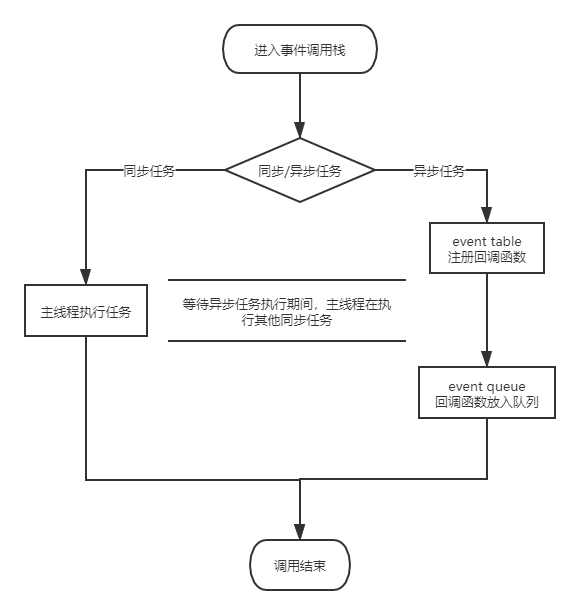 进入事件调用栈
同步任务
同步/异步任务
异步任务
event table
注册回调函数
主线程执行任务
等待异步任务执行期间，主线程在执
行其他同步任务
event queue
回调函数放入队列
调用结束